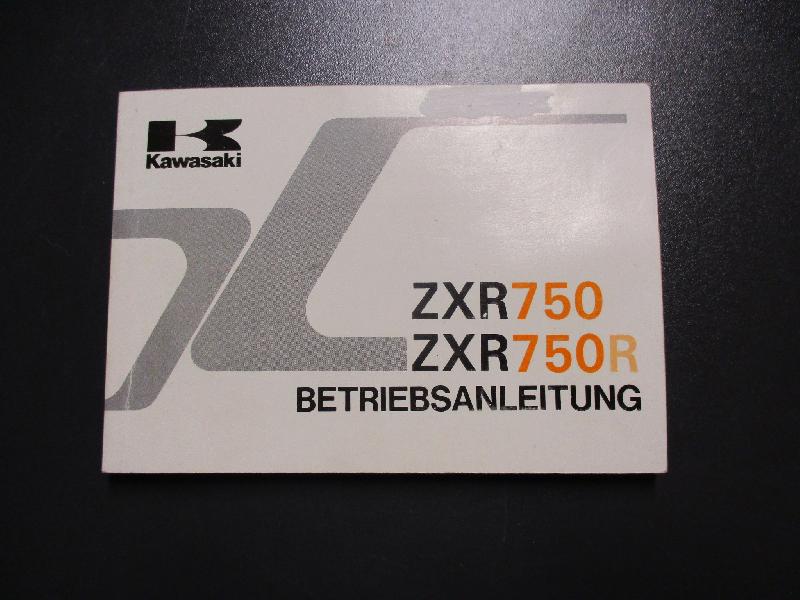 Kawasaki
ZXR750
ZXR750R
BETRIEBSANLEITUNG